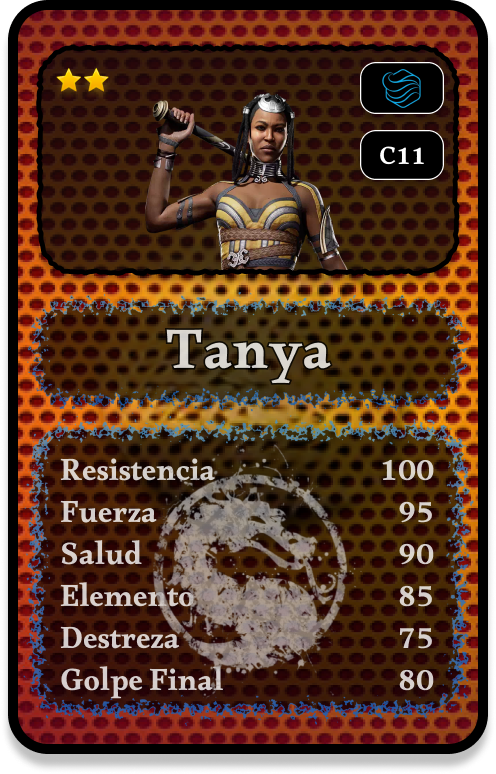 C11
Tanya
Resistencia 100
Fuerza 95
Salud 90
Elemento 85
Destreza 75
Golpe Final 80